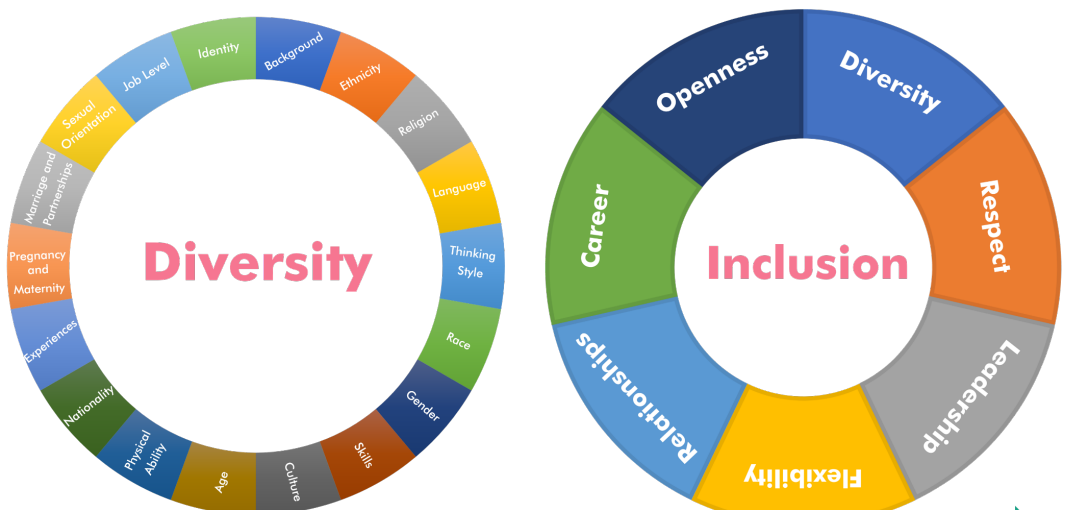 Diversity
Background
Ethnicity
Religion
Language
Thinking
Style
Race
Gender
Skills
Culture
Age
Physical
Ability
Nationality
Experiences
Pregnancy
and
Maternity
Marriage and
Partnerships
Sexual
Orientation
Job Level
Identity
Inclusion
Diversity
Respect
Leadership
Flexibility
Relationships
Career
Openness